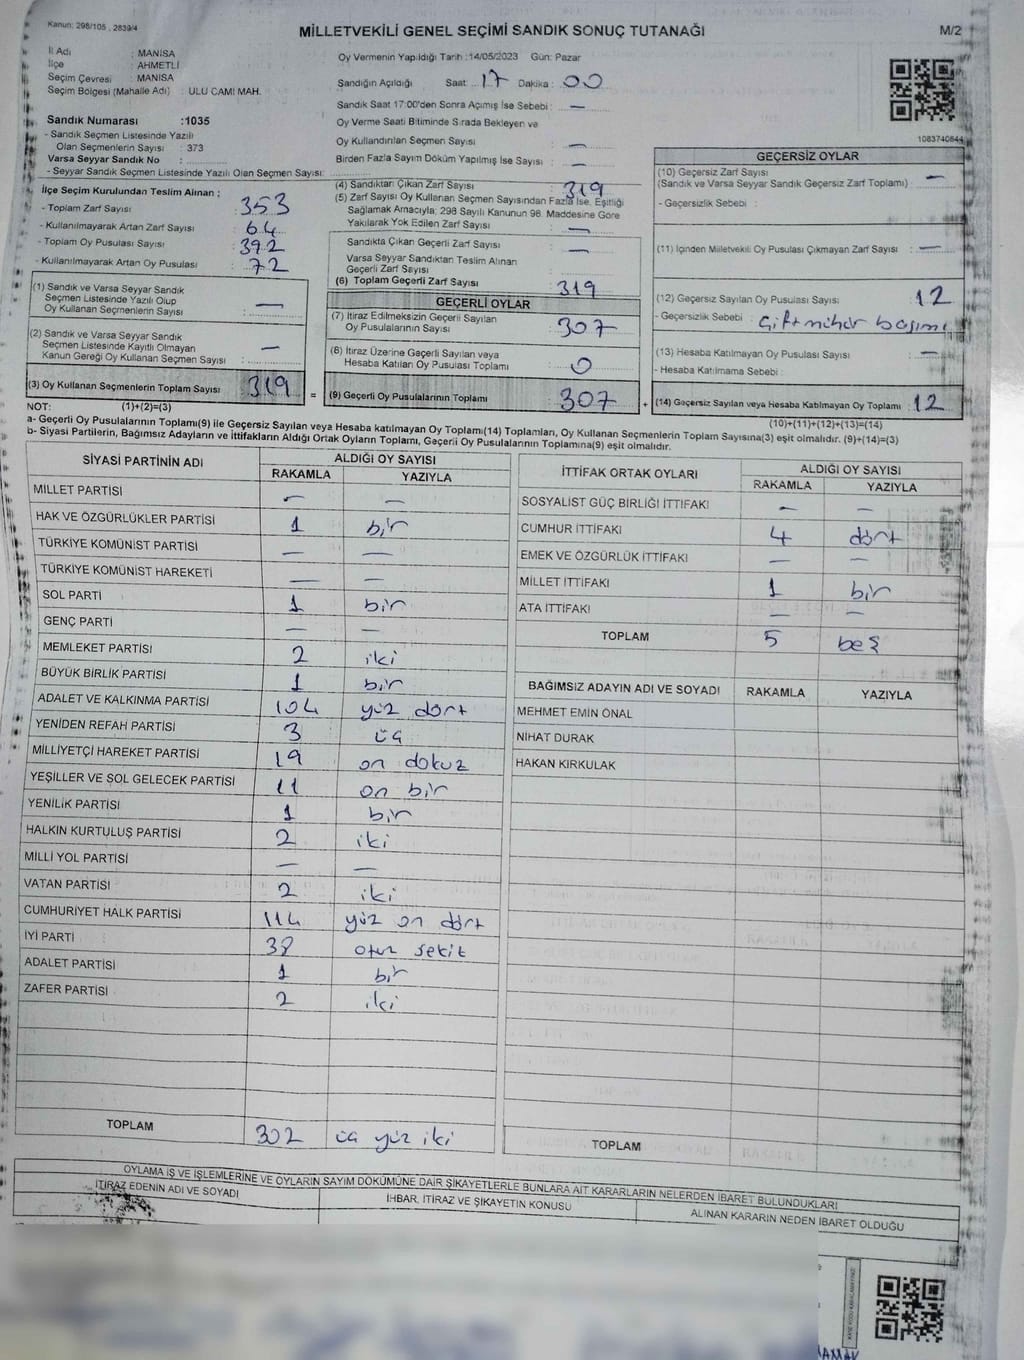 Kanun: 298/105 , 2839/4
MİLLETVEKİLİ GENEL SEÇİMİ SANDIK SONUÇ TUTANAĞI
M/2
İl Adı : MANİSA
İlçe : AHMETLİ
Seçim Çevresi : MANİSA
Seçim Bölgesi (Mahalle Adı) : ULU CAMİ MAH.
Sandık Numarası :1035
- Sandık Seçmen Listesinde Yazılı
Olan Seçmenlerin Sayısı : 373
Varsa Seyyar Sandık No :
- Seyyar Sandık Seçmen Listesinde Yazılı Olan Seçmen Sayısı:
Oy Vermenin Yapıldığı Tarih :14/05/2023 Gün: Pazar
Sandığın Açıldığı Saat: 17 Dakika : 00
Sandık Saat 17:00'den Sonra Açımış İse Sebebi : —
Oy Verme Saati Bitiminde Sırada Bekleyen ve
Oy Kullandırılan Seçmen Sayısı : —
Birden Fazla Sayım Döküm Yapılmış İse Sayısı : —
1083740844
İlçe Seçim Kurulundan Teslim Alınan ;
- Toplam Zarf Sayısı : 353
- Kullanılmayarak Artan Zarf Sayısı : 64
- Toplam Oy Pusulası Sayısı : 392
- Kullanılmayarak Artan Oy Pusulası : 72
(1) Sandık ve Varsa Seyyar Sandık
Seçmen Listesinde Yazılı Olup
Oy Kullanan Seçmenlerin Sayısı : —
(2) Sandık ve Varsa Seyyar Sandık
Seçmen Listesinde Kayıtlı Olmayan
Kanun Gereği Oy Kullanan Seçmen Sayısı : —
(3) Oy Kullanan Seçmenlerin Toplam Sayısı : 319 =
(4) Sandıktan Çıkan Zarf Sayısı : 319
(5) Zarf Sayısı Oy Kullanan Seçmen Sayısından Fazla İse, Eşitliği
Sağlamak Amacıyla, 298 Sayılı Kanunun 98. Maddesine Göre
Yakılarak Yok Edilen Zarf Sayısı : —
Sandıkta Çıkan Geçerli Zarf Sayısı : —
Varsa Seyyar Sandıktan Teslim Alınan
Geçerli Zarf Sayısı :
(6) Toplam Geçerli Zarf Sayısı : 319
GEÇERLİ OYLAR
(7) İtiraz Edilmeksizin Geçerli Sayılan
Oy Pusulalarının Sayısı : 307
(8) İtiraz Üzerine Geçerli Sayılan veya
Hesaba Katılan Oy Pusulası Toplamı : 0
(9) Geçerli Oy Pusulalarının Toplamı : 307 +
GEÇERSİZ OYLAR
(10) Geçersiz Zarf Sayısı
(Sandık ve Varsa Seyyar Sandık Geçersiz Zarf Toplamı) : —
- Geçersizlik Sebebi :
(11) İçinden Milletvekili Oy Pusulası Çıkmayan Zarf Sayısı : —
(12) Geçersiz Sayılan Oy Pusulası Sayısı : 12
- Geçersizlik Sebebi : Çift mühür basımı
(13) Hesaba Katılmayan Oy Pusulası Sayısı : —
- Hesaba Katılmama Sebebi :
(14) Geçersiz Sayılan veya Hesaba Katılmayan Oy Toplamı : 12
NOT: (1)+(2)=(3)
(10)+(11)+(12)+(13)=(14)
a- Geçerli Oy Pusulalarının Toplamı(9) ile Geçersiz Sayılan veya Hesaba katılmayan Oy Toplamı(14) Toplamları, Oy Kullanan Seçmenlerin Toplam Sayısına(3) eşit olmalıdır. (9)+(14)=(3)
b- Siyasi Partilerin, Bağımsız Adayların ve İttifakların Aldığı Ortak Oyların Toplamı, Geçerli Oy Pusulalarının Toplamına(9) eşit olmalıdır.
SİYASİ PARTİNİN ADI
ALDIĞI OY SAYISI
RAKAMLA YAZIYLA
MİLLET PARTİSİ — —
HAK VE ÖZGÜRLÜKLER PARTİSİ 1 bir
TÜRKİYE KOMÜNİST PARTİSİ — —
TÜRKİYE KOMÜNİST HAREKETİ — —
SOL PARTİ 1 bir
GENÇ PARTİ — —
MEMLEKET PARTİSİ 2 iki
BÜYÜK BİRLİK PARTİSİ 1 bir
ADALET VE KALKINMA PARTİSİ 104 yüz dört
YENİDEN REFAH PARTİSİ 3 üç
MİLLİYETÇİ HAREKET PARTİSİ 19 on dokuz
YEŞİLLER VE SOL GELECEK PARTİSİ 11 on bir
YENİLİK PARTİSİ 1 bir
HALKIN KURTULUŞ PARTİSİ 2 iki
MİLLİ YOL PARTİSİ — —
VATAN PARTİSİ 2 iki
CUMHURİYET HALK PARTİSİ 114 yüz on dört
İYİ PARTİ 38 otuz sekiz
ADALET PARTİSİ 1 bir
ZAFER PARTİSİ 2 iki
TOPLAM 302 üç yüz iki
İTTİFAK ORTAK OYLARI
ALDIĞI OY SAYISI
RAKAMLA YAZIYLA
SOSYALİST GÜÇ BİRLİĞİ İTTİFAKI — —
CUMHUR İTTİFAKI 4 dört
EMEK VE ÖZGÜRLÜK İTTİFAKI — —
MİLLET İTTİFAKI 1 bir
ATA İTTİFAKI — —
TOPLAM 5 beş
BAĞIMSIZ ADAYIN ADI VE SOYADI RAKAMLA YAZIYLA
MEHMET EMİN ÖNAL
NİHAT DURAK
HAKAN KIRKULAK
TOPLAM
OYLAMA İŞ VE İŞLEMLERİNE VE OYLARIN SAYIM DÖKÜMÜNE DAİR ŞİKAYETLERLE BUNLARA AİT KARARLARIN NELERDEN İBARET BULUNDUKLARI
İTİRAZ EDENİN ADI VE SOYADI
İHBAR, İTİRAZ VE ŞİKAYETİN KONUSU
ALINAN KARARIN NEDEN İBARET OLDUĞU